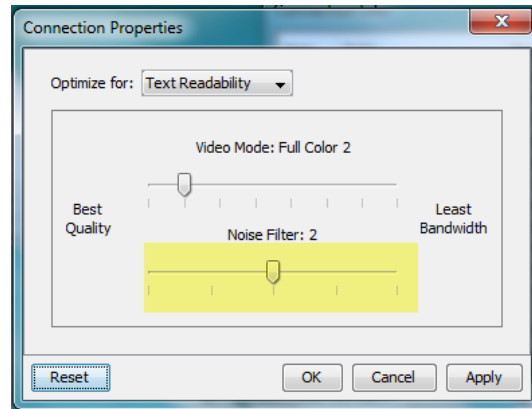 Connection Properties
Optimize for: Text Readability
Video Mode: Full Color 2
Best
Quality
Least
Bandwidth
Noise Filter: 2
Reset OK Cancel Apply